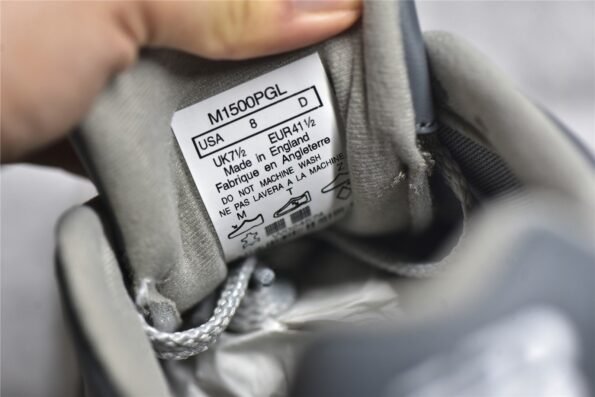 M1500PGL
USA 8 D
UK7½ EUR41½
Made in England
Fabrique en Angleterre
DO NOT MACHINE WASH
NE PAS LAVERA A LA MACHINE
M T